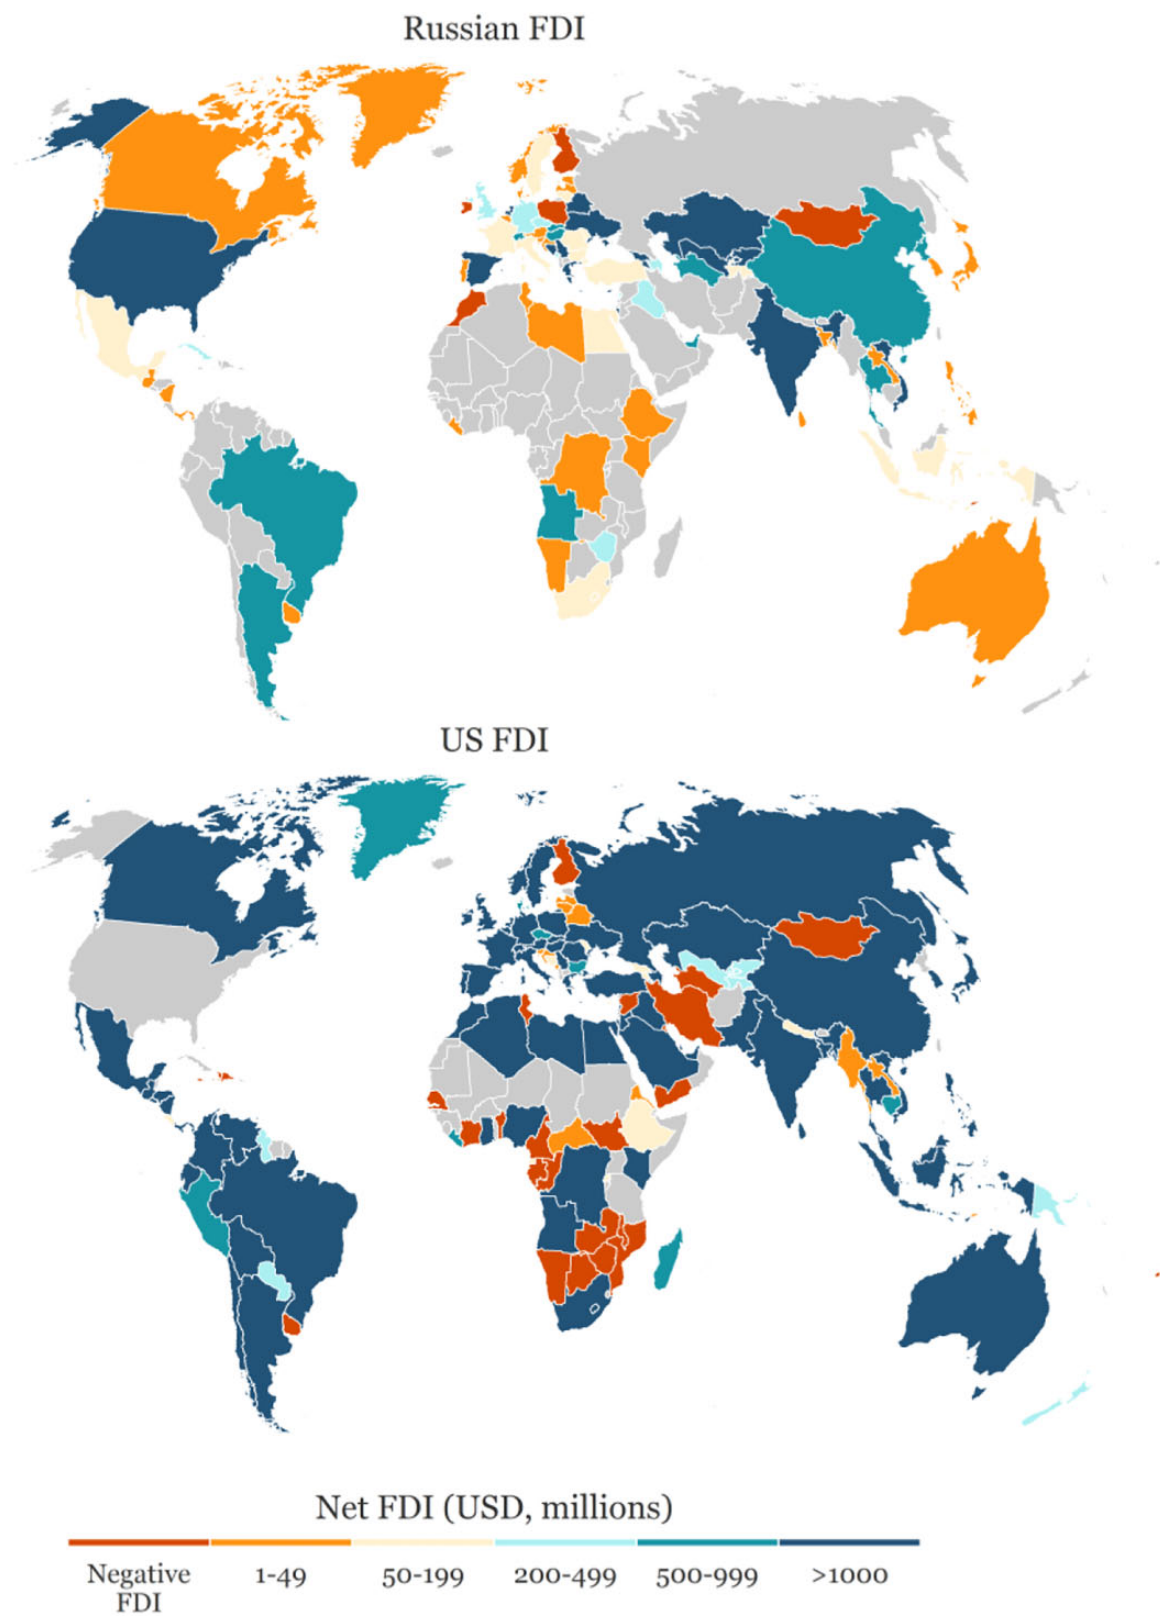 Russian FDI
US FDI
Net FDI (USD, millions)
Negative FDI
1-49
50-199
200-499
500-999
>1000